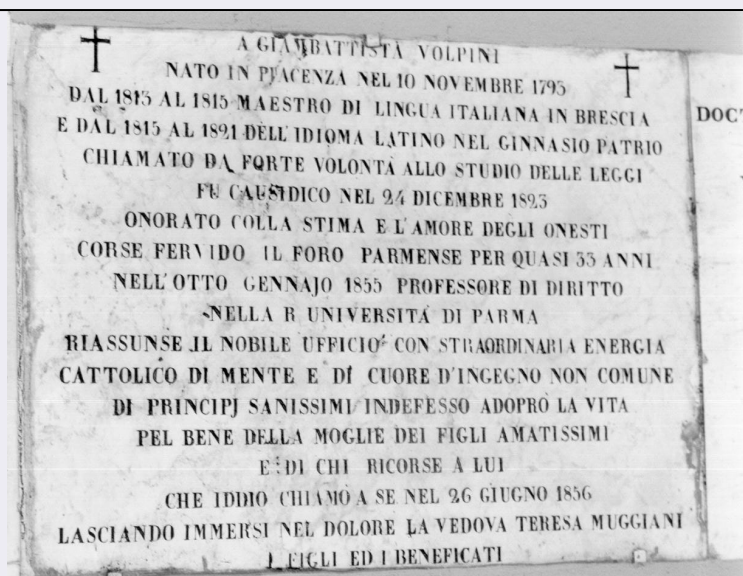 A GIAMBATTISTA VOLPINI
NATO IN PIACENZA NEL 10 NOVEMBRE 1795
DAL 1813 AL 1815 MAESTRO DI LINGUA ITALIANA IN BRESCIA
E DAL 1815 AL 1821 DELL'IDIOMA LATINO NEL GINNASIO PATRIO
CHIAMATO DA FORTE VOLONTÀ ALLO STUDIO DELLE LEGGI
FU CAUSIDICO NEL 24 DICEMBRE 1823
ONORATO COLLA STIMA E L'AMORE DEGLI ONESTI
CORSE FERVIDO IL FORO PARMENSE PER QUASI 33 ANNI
NELL'OTTO GENNAJO 1855 PROFESSORE DI DIRITTO
NELLA R UNIVERSITÀ DI PARMA
RIASSUNSE IL NOBILE UFFICIO CON STRAORDINARIA ENERGIA
CATTOLICO DI MENTE E DI CUORE D'INGEGNO NON COMUNE
DI PRINCIPJ SANISSIMI INDEFESSO ADOPRÒ LA VITA
PEL BENE DELLA MOGLIE DEI FIGLI AMATISSIMI
E DI CHI RICORSE A LUI
CHE IDDIO CHIAMÒ A SE NEL 26 GIUGNO 1856
LASCIANDO IMMERSI NEL DOLORE LA VEDOVA TERESA MUGGIANI
I FIGLI ED I BENEFICATI
DOCT